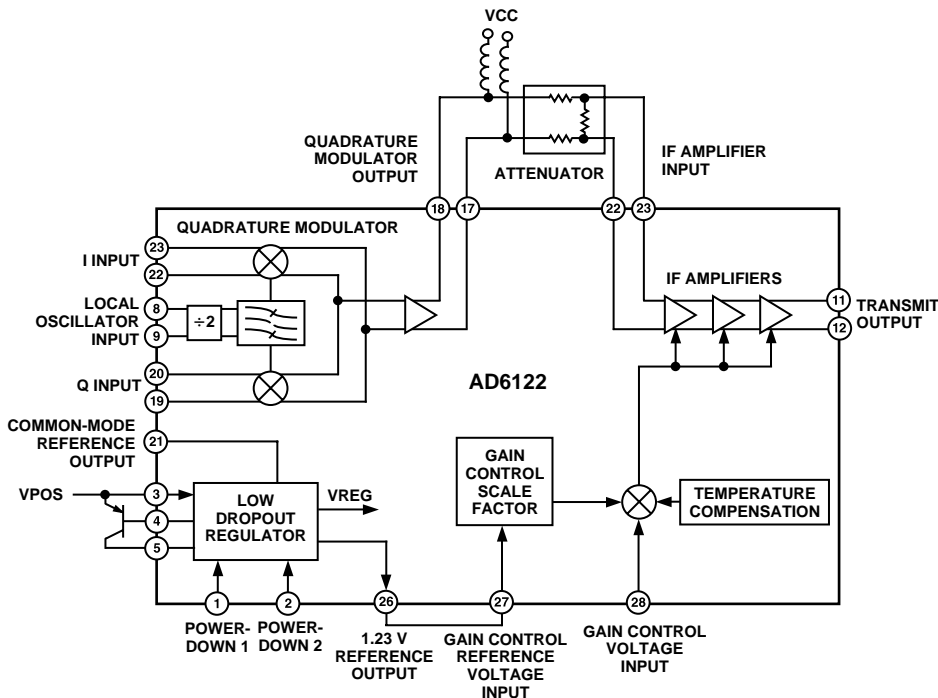 VCC
QUADRATURE
MODULATOR
OUTPUT
ATTENUATOR
IF AMPLIFIER
INPUT
18
17
22
23
QUADRATURE MODULATOR
23
I INPUT
22
IF AMPLIFIERS
LOCAL
OSCILLATOR
INPUT
8
÷2
9
11
TRANSMIT
OUTPUT
12
20
Q INPUT
19
AD6122
COMMON-MODE
REFERENCE
OUTPUT
21
VPOS
3
4
5
LOW
DROPOUT
REGULATOR
VREG
GAIN
CONTROL
SCALE
FACTOR
TEMPERATURE
COMPENSATION
1
2
26
27
28
POWER-
DOWN 1
POWER-
DOWN 2
1.23 V
REFERENCE
OUTPUT
GAIN CONTROL
REFERENCE
VOLTAGE
INPUT
GAIN CONTROL
VOLTAGE
INPUT